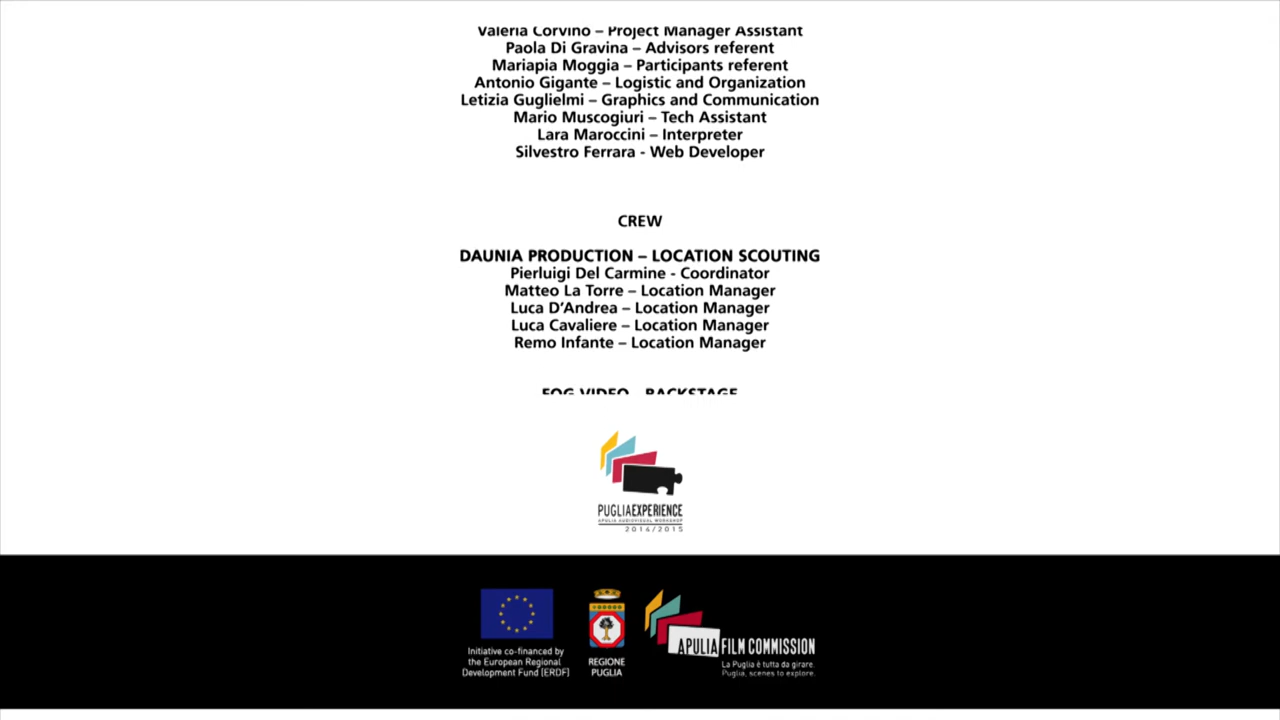 Valeria Corvino – Project Manager Assistant
Paola Di Gravina – Advisors referent
Mariapia Moggia – Participants referent
Antonio Gigante – Logistic and Organization
Letizia Guglielmi – Graphics and Communication
Mario Muscogiuri – Tech Assistant
Lara Maroccini – Interpreter
Silvestro Ferrara - Web Developer
CREW
DAUNIA PRODUCTION – LOCATION SCOUTING
Pierluigi Del Carmine - Coordinator
Matteo La Torre – Location Manager
Luca D’Andrea – Location Manager
Luca Cavaliere – Location Manager
Remo Infante – Location Manager
FOG VIDEO - BACKSTAGE
PUGLIAEXPERIENCE
APULIA AUDIOVISUAL WORKSHOP
2014/2015
Initiative co-financed by
the European Regional
Development Fund [ERDF]
REGIONE
PUGLIA
APULIA FILM COMMISSION
La Puglia è tutta da girare.
Puglia, scenes to explore.